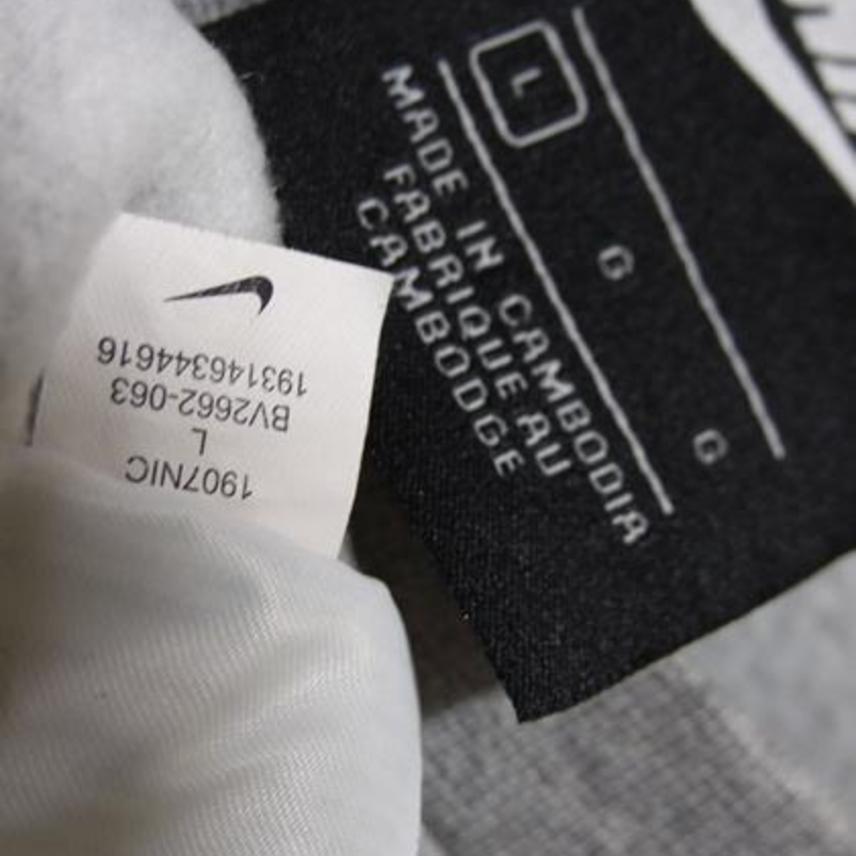 L G G
MADE IN CAMBODIA
FABRIQUE AU
CAMBODGE
1907NIC
L
BV2662-063
193146344616